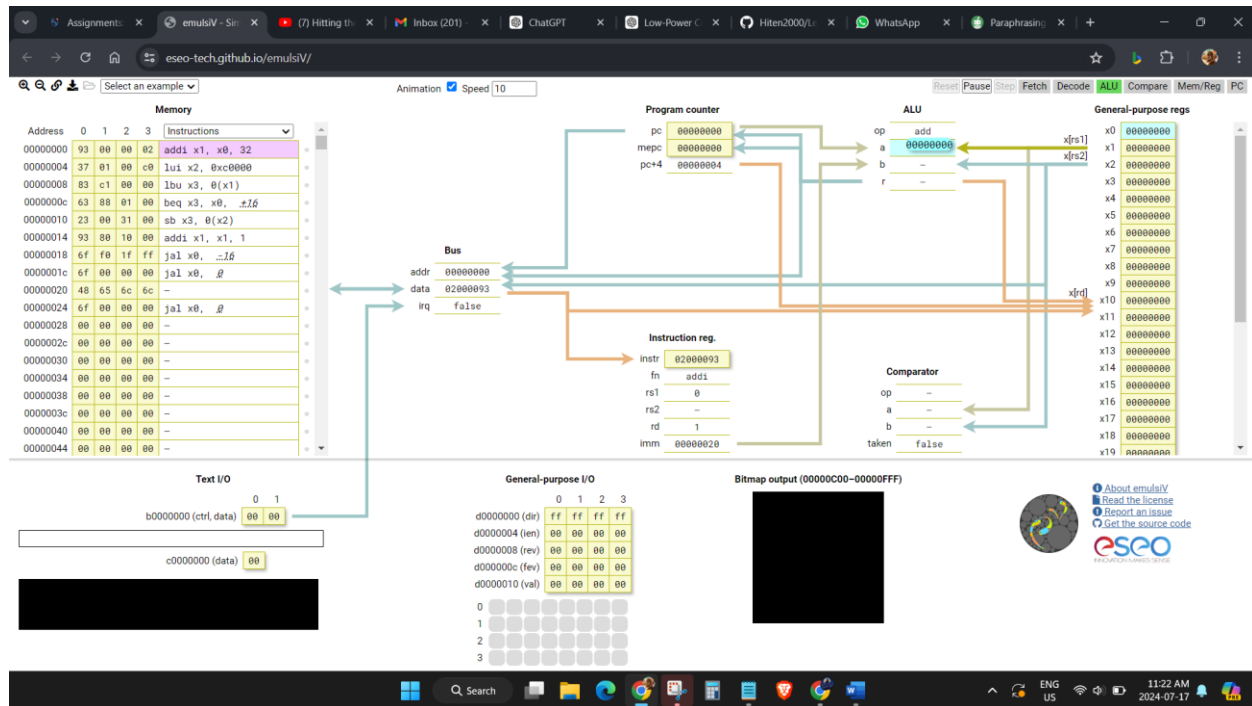 Assignments
emulsiV - Sim
(7) Hitting th
Inbox (201) -
ChatGPT
Low-Power C
Hiten2000/Le
WhatsApp
Paraphrasing
eseo-tech.github.io/emulsiV/
Select an example
Animation Speed 10
Reset Pause Step Fetch Decode ALU Compare Mem/Reg PC
Memory
Address 0 1 2 3 Instructions
00000000 93 00 00 02 addi x1, x0, 32
00000004 37 01 00 c0 lui x2, 0xc0000
00000008 83 c1 00 00 lbu x3, 0(x1)
0000000c 63 88 01 00 beq x3, x0, +16
00000010 23 00 31 00 sb x3, 0(x2)
00000014 93 80 10 00 addi x1, x1, 1
00000018 6f f0 1f ff jal x0, -16
0000001c 6f 00 00 00 jal x0, 0
00000020 48 65 6c 6c -
00000024 6f 00 00 00 jal x0, 0
00000028 00 00 00 00 -
0000002c 00 00 00 00 -
00000030 00 00 00 00 -
00000034 00 00 00 00 -
00000038 00 00 00 00 -
0000003c 00 00 00 00 -
00000040 00 00 00 00 -
00000044 00 00 00 00 -
Bus
addr 00000000
data 02000093
irq false
Program counter
pc 00000000
mepc 00000000
pc+4 00000004
Instruction reg.
instr 02000093
fn addi
rs1 0
rs2 -
rd 1
imm 00000020
ALU
op add
a 00000000
b -
r -
Comparator
op -
a -
b -
taken false
x[rs1]
x[rs2]
x[rd]
General-purpose regs
x0 00000000
x1 00000000
x2 00000000
x3 00000000
x4 00000000
x5 00000000
x6 00000000
x7 00000000
x8 00000000
x9 00000000
x10 00000000
x11 00000000
x12 00000000
x13 00000000
x14 00000000
x15 00000000
x16 00000000
x17 00000000
x18 00000000
x19 00000000
Text I/O
0 1
b0000000 (ctrl, data) 00 00
c0000000 (data) 00
General-purpose I/O
0 1 2 3
d0000000 (dir) ff ff ff ff
d0000004 (ien) 00 00 00 00
d0000008 (rev) 00 00 00 00
d000000c (fev) 00 00 00 00
d0000010 (val) 00 00 00 00
0
1
2
3
Bitmap output (00000C00–00000FFF)
About emulsiV
Read the license
Report an issue
Get the source code
eseo
INNOVATION MAKES SENSE
Search
ENG
US
11:22 AM
2024-07-17